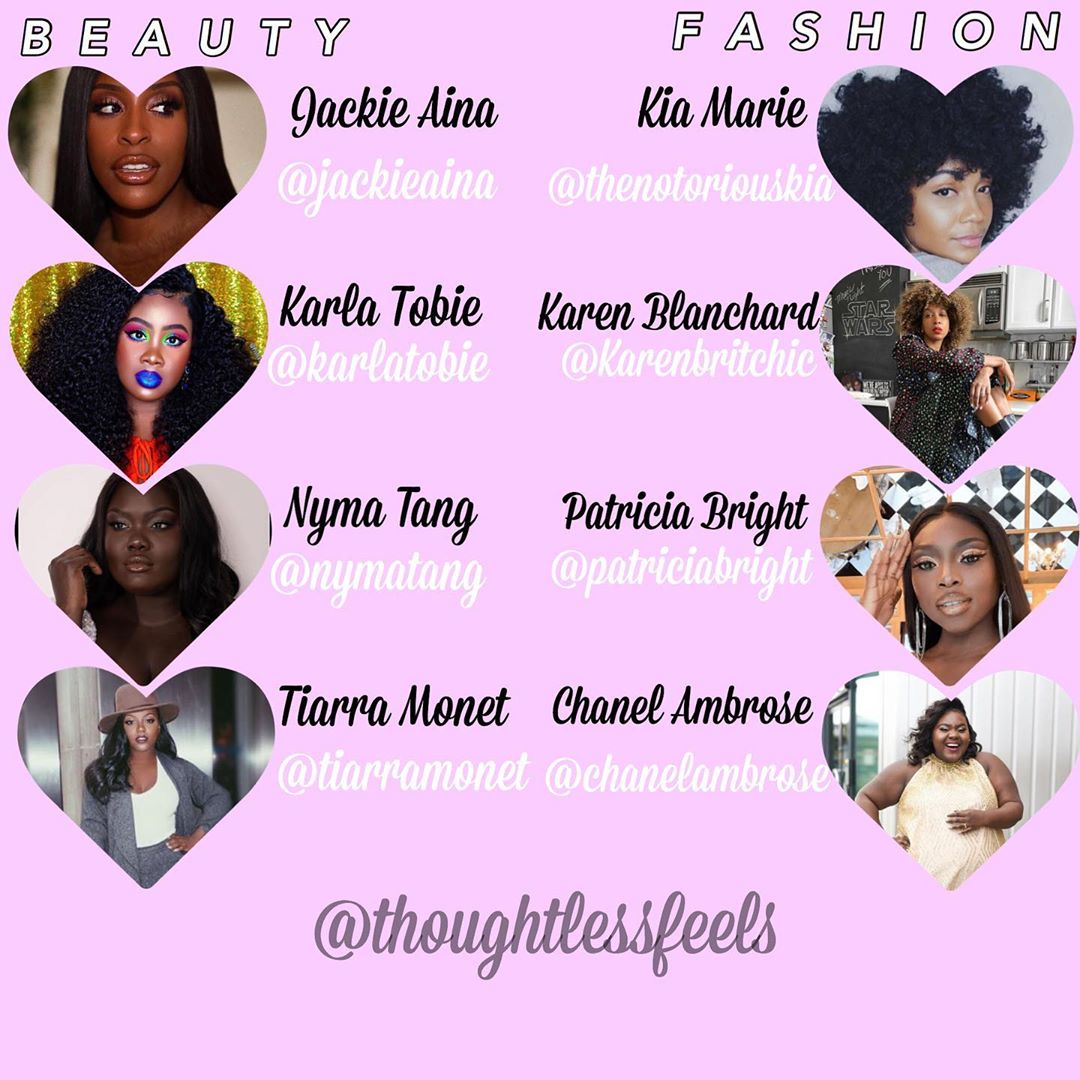 BEAUTY
FASHION
Jackie Aina
@jackieaina
Karla Tobie
@karlatobie
Nyma Tang
@nymatang
Tiarra Monet
@tiarramonet
Kia Marie
@thenotoriouskia
Karen Blanchard
@Karenbritchic
YOU
STAR
WARS
Patricia Bright
@patriciabright
Chanel Ambrose
@chanelambrose
@thoughtlessfeels